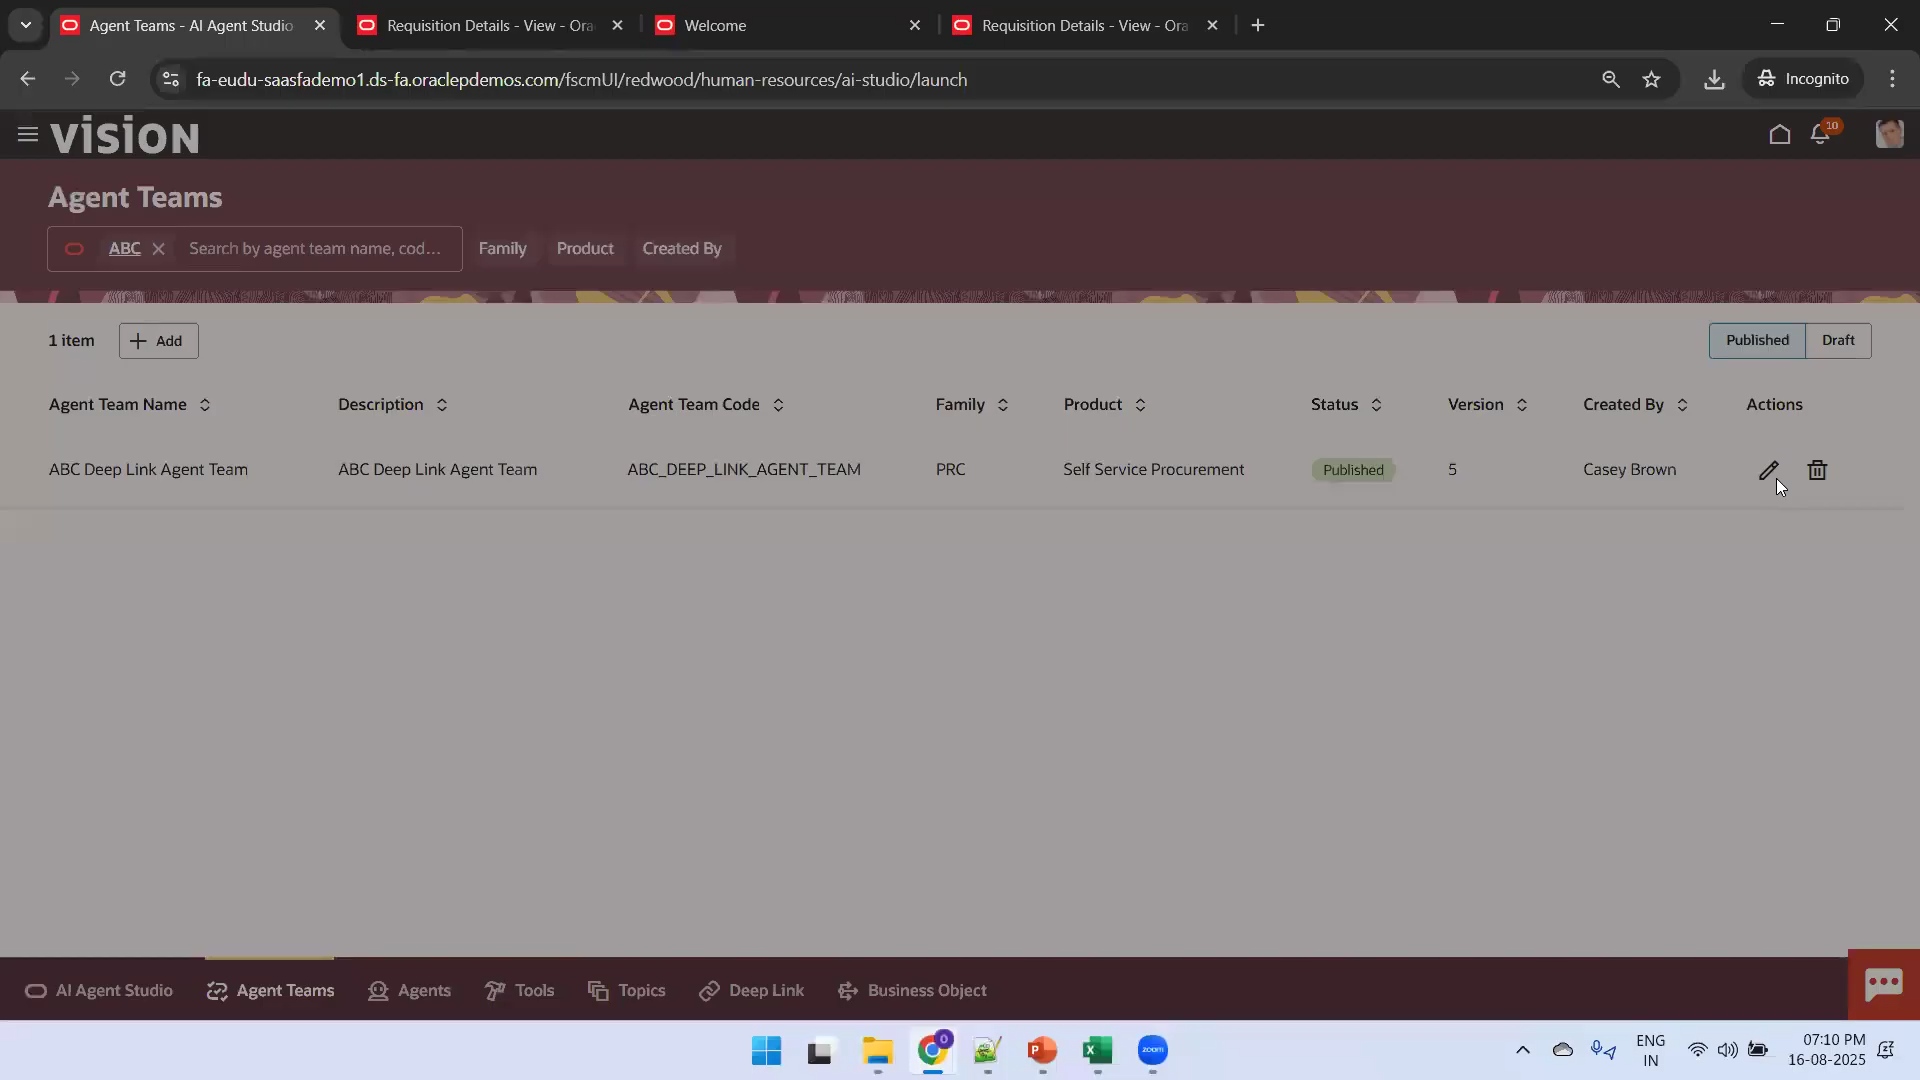 Agent Teams - AI Agent Studio
Requisition Details - View - Ora
Welcome
Requisition Details - View - Ora
fa-eudu-saasfademo1.ds-fa.oraclepdemos.com/fscmUI/redwood/human-resources/ai-studio/launch
Incognito
vision
10
Agent Teams
ABC
Search by agent team name, cod...
Family
Product
Created By
1 item
Add
Published
Draft
Agent Team Name
Description
Agent Team Code
Family
Product
Status
Version
Created By
Actions
ABC Deep Link Agent Team
ABC Deep Link Agent Team
ABC_DEEP_LINK_AGENT_TEAM
PRC
Self Service Procurement
Published
5
Casey Brown
AI Agent Studio
Agent Teams
Agents
Tools
Topics
Deep Link
Business Object
0
zoom
ENG
IN
07:10 PM
16-08-2025